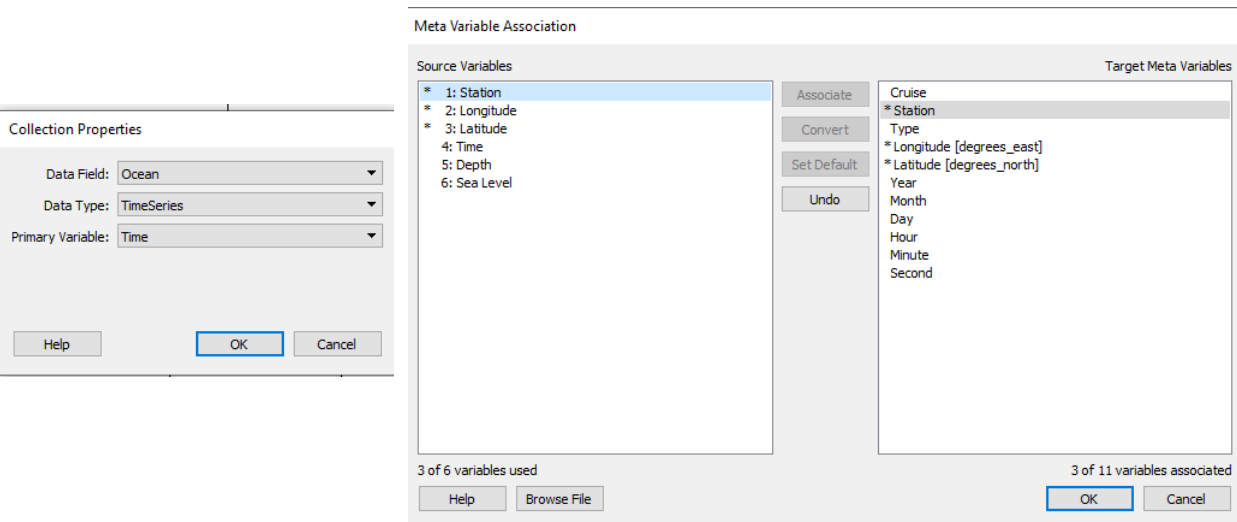 Collection Properties
Data Field: Ocean
Data Type: TimeSeries
Primary Variable: Time
Help OK Cancel
Meta Variable Association
Source Variables
* 1: Station
* 2: Longitude
* 3: Latitude
4: Time
5: Depth
6: Sea Level
3 of 6 variables used
Help Browse File
Associate
Convert
Set Default
Undo
Target Meta Variables
Cruise
* Station
Type
* Longitude [degrees_east]
* Latitude [degrees_north]
Year
Month
Day
Hour
Minute
Second
3 of 11 variables associated
OK Cancel